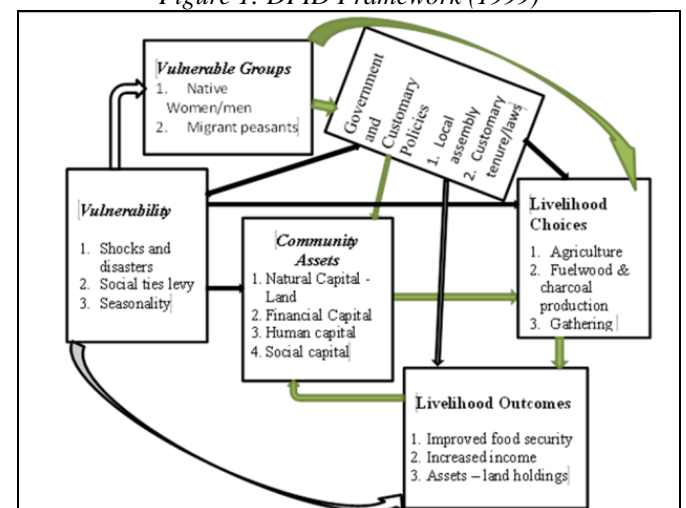 Figure 1: DFID Framework (1999)
Vulnerable Groups
1. Native
Women/men
2. Migrant peasants
Government
and
Customary
Policies
1. Local
assembly
2. Customary
tenure/laws
Vulnerability
1. Shocks and
disasters
2. Social ties levy
3. Seasonality
Community
Assets
1. Natural Capital -
Land
2. Financial Capital
3. Human capital
4. Social capital
Livelihood
Choices
1. Agriculture
2. Fuelwood &
charcoal
production
3. Gathering
Livelihood Outcomes
1. Improved food security
2. Increased income
3. Assets – land holdings